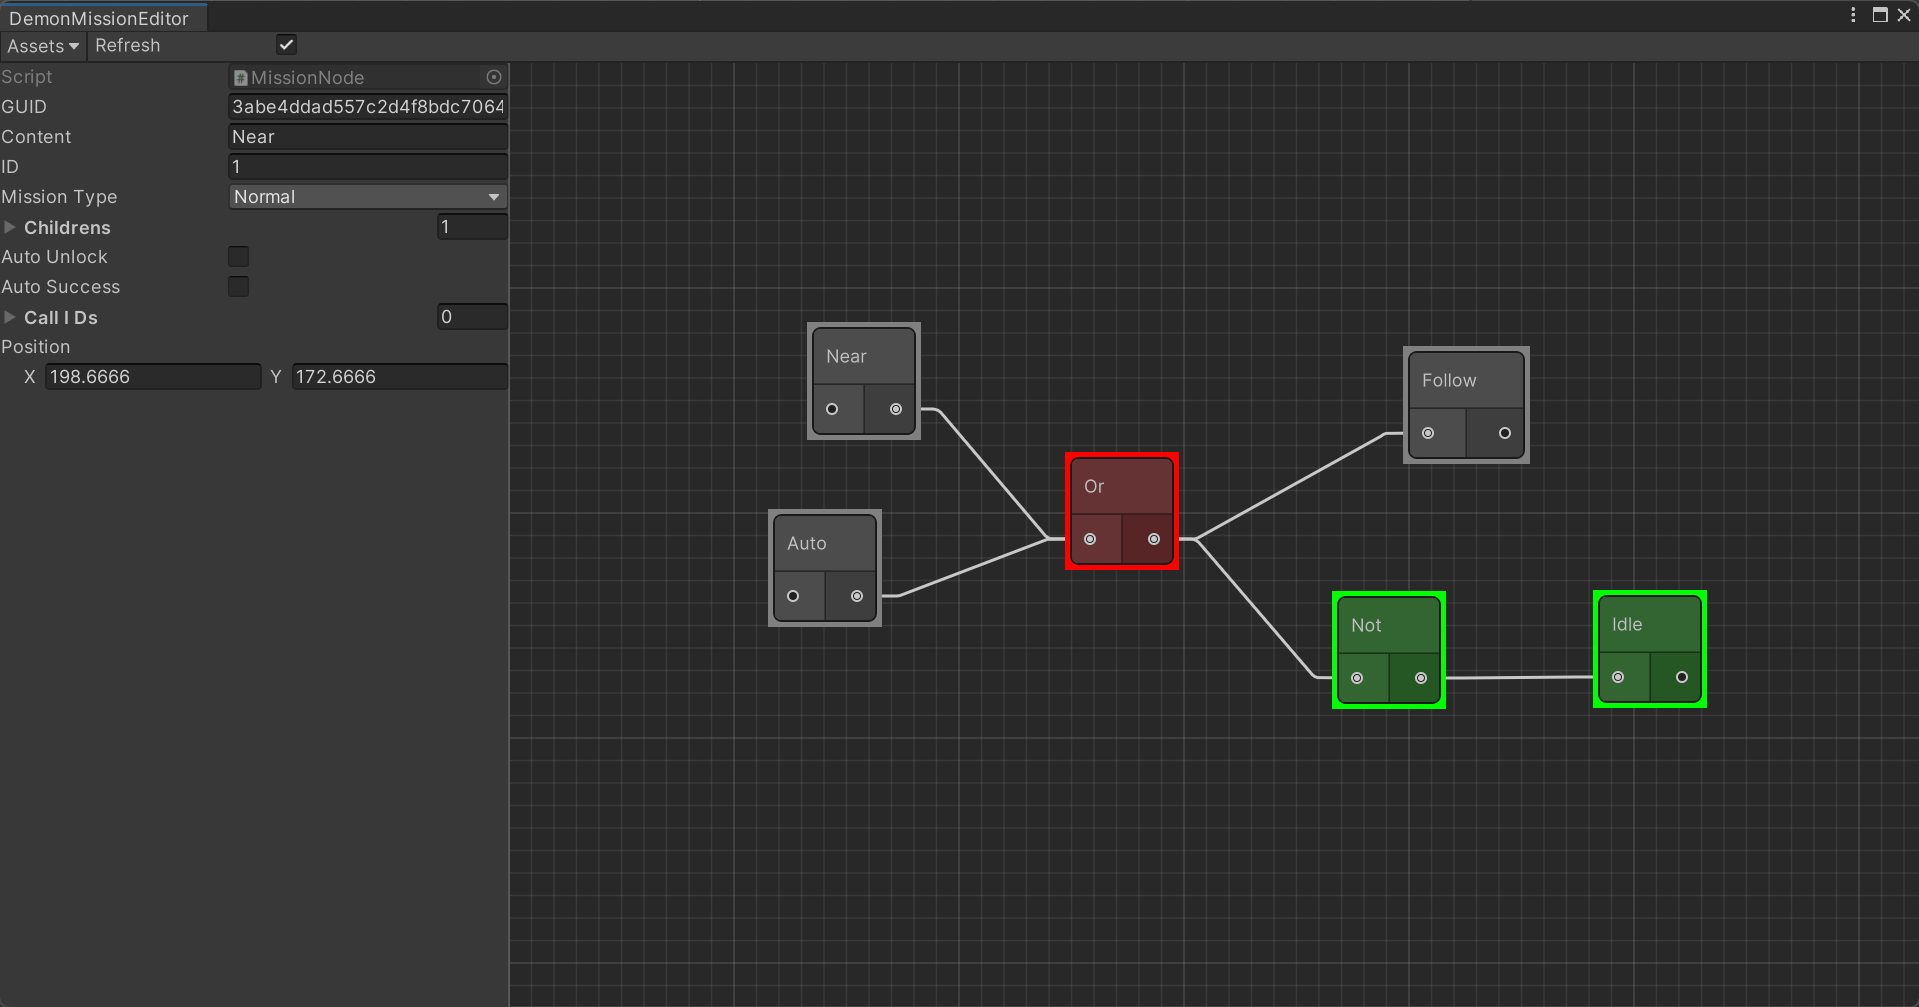 DemonMissionEditor
Assets Refresh
Script MissionNode
GUID 3abe4ddad557c2d4f8bdc7064
Content Near
ID 1
Mission Type Normal
Childrens 1
Auto Unlock
Auto Success
Call I Ds 0
Position
X 198.6666 Y 172.6666
Near
Follow
Or
Auto
Not
Idle